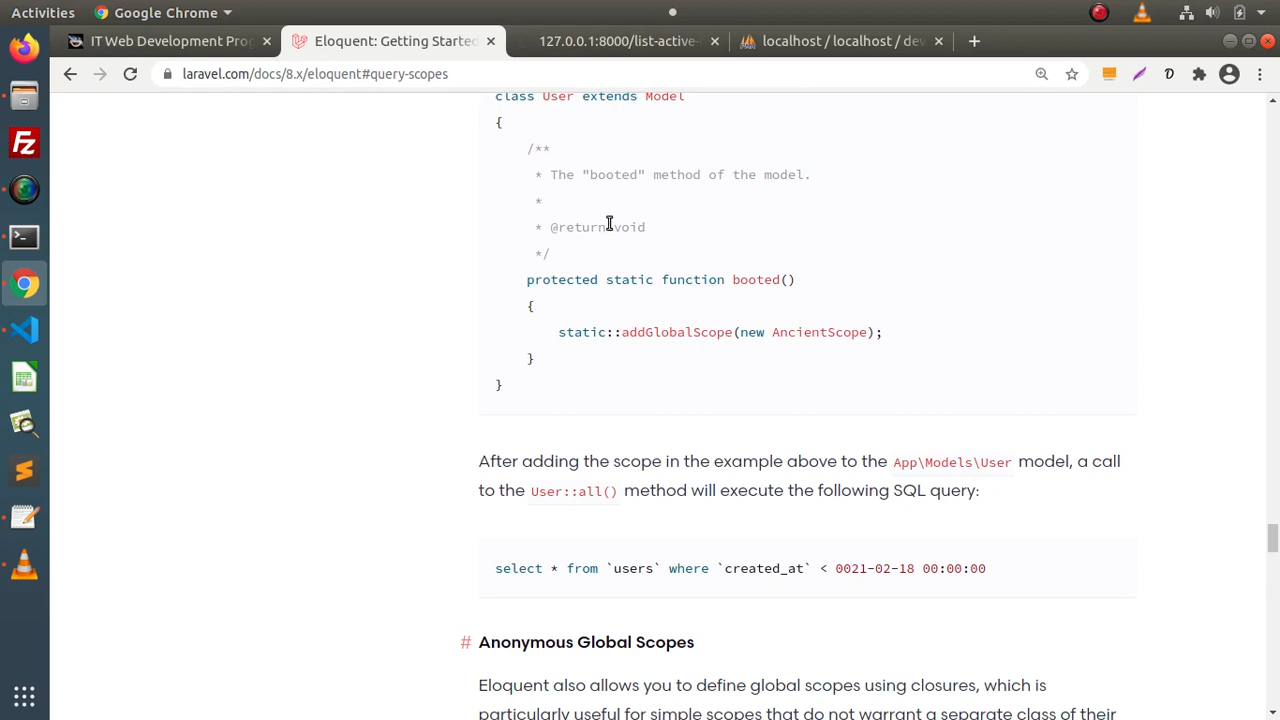 Activities
Google Chrome
IT Web Development Prog
Eloquent: Getting Started
127.0.0.1:8000/list-active-
localhost / localhost / dev
laravel.com/docs/8.x/eloquent#query-scopes
class User extends Model
{
/**
* The "booted" method of the model.
*
* @return void
*/
protected static function booted()
{
static::addGlobalScope(new AncientScope);
}
}
After adding the scope in the example above to the App\Models\User model, a call
to the User::all() method will execute the following SQL query:
select * from `users` where `created_at` < 0021-02-18 00:00:00
# Anonymous Global Scopes
Eloquent also allows you to define global scopes using closures, which is
particularly useful for simple scopes that do not warrant a separate class of their